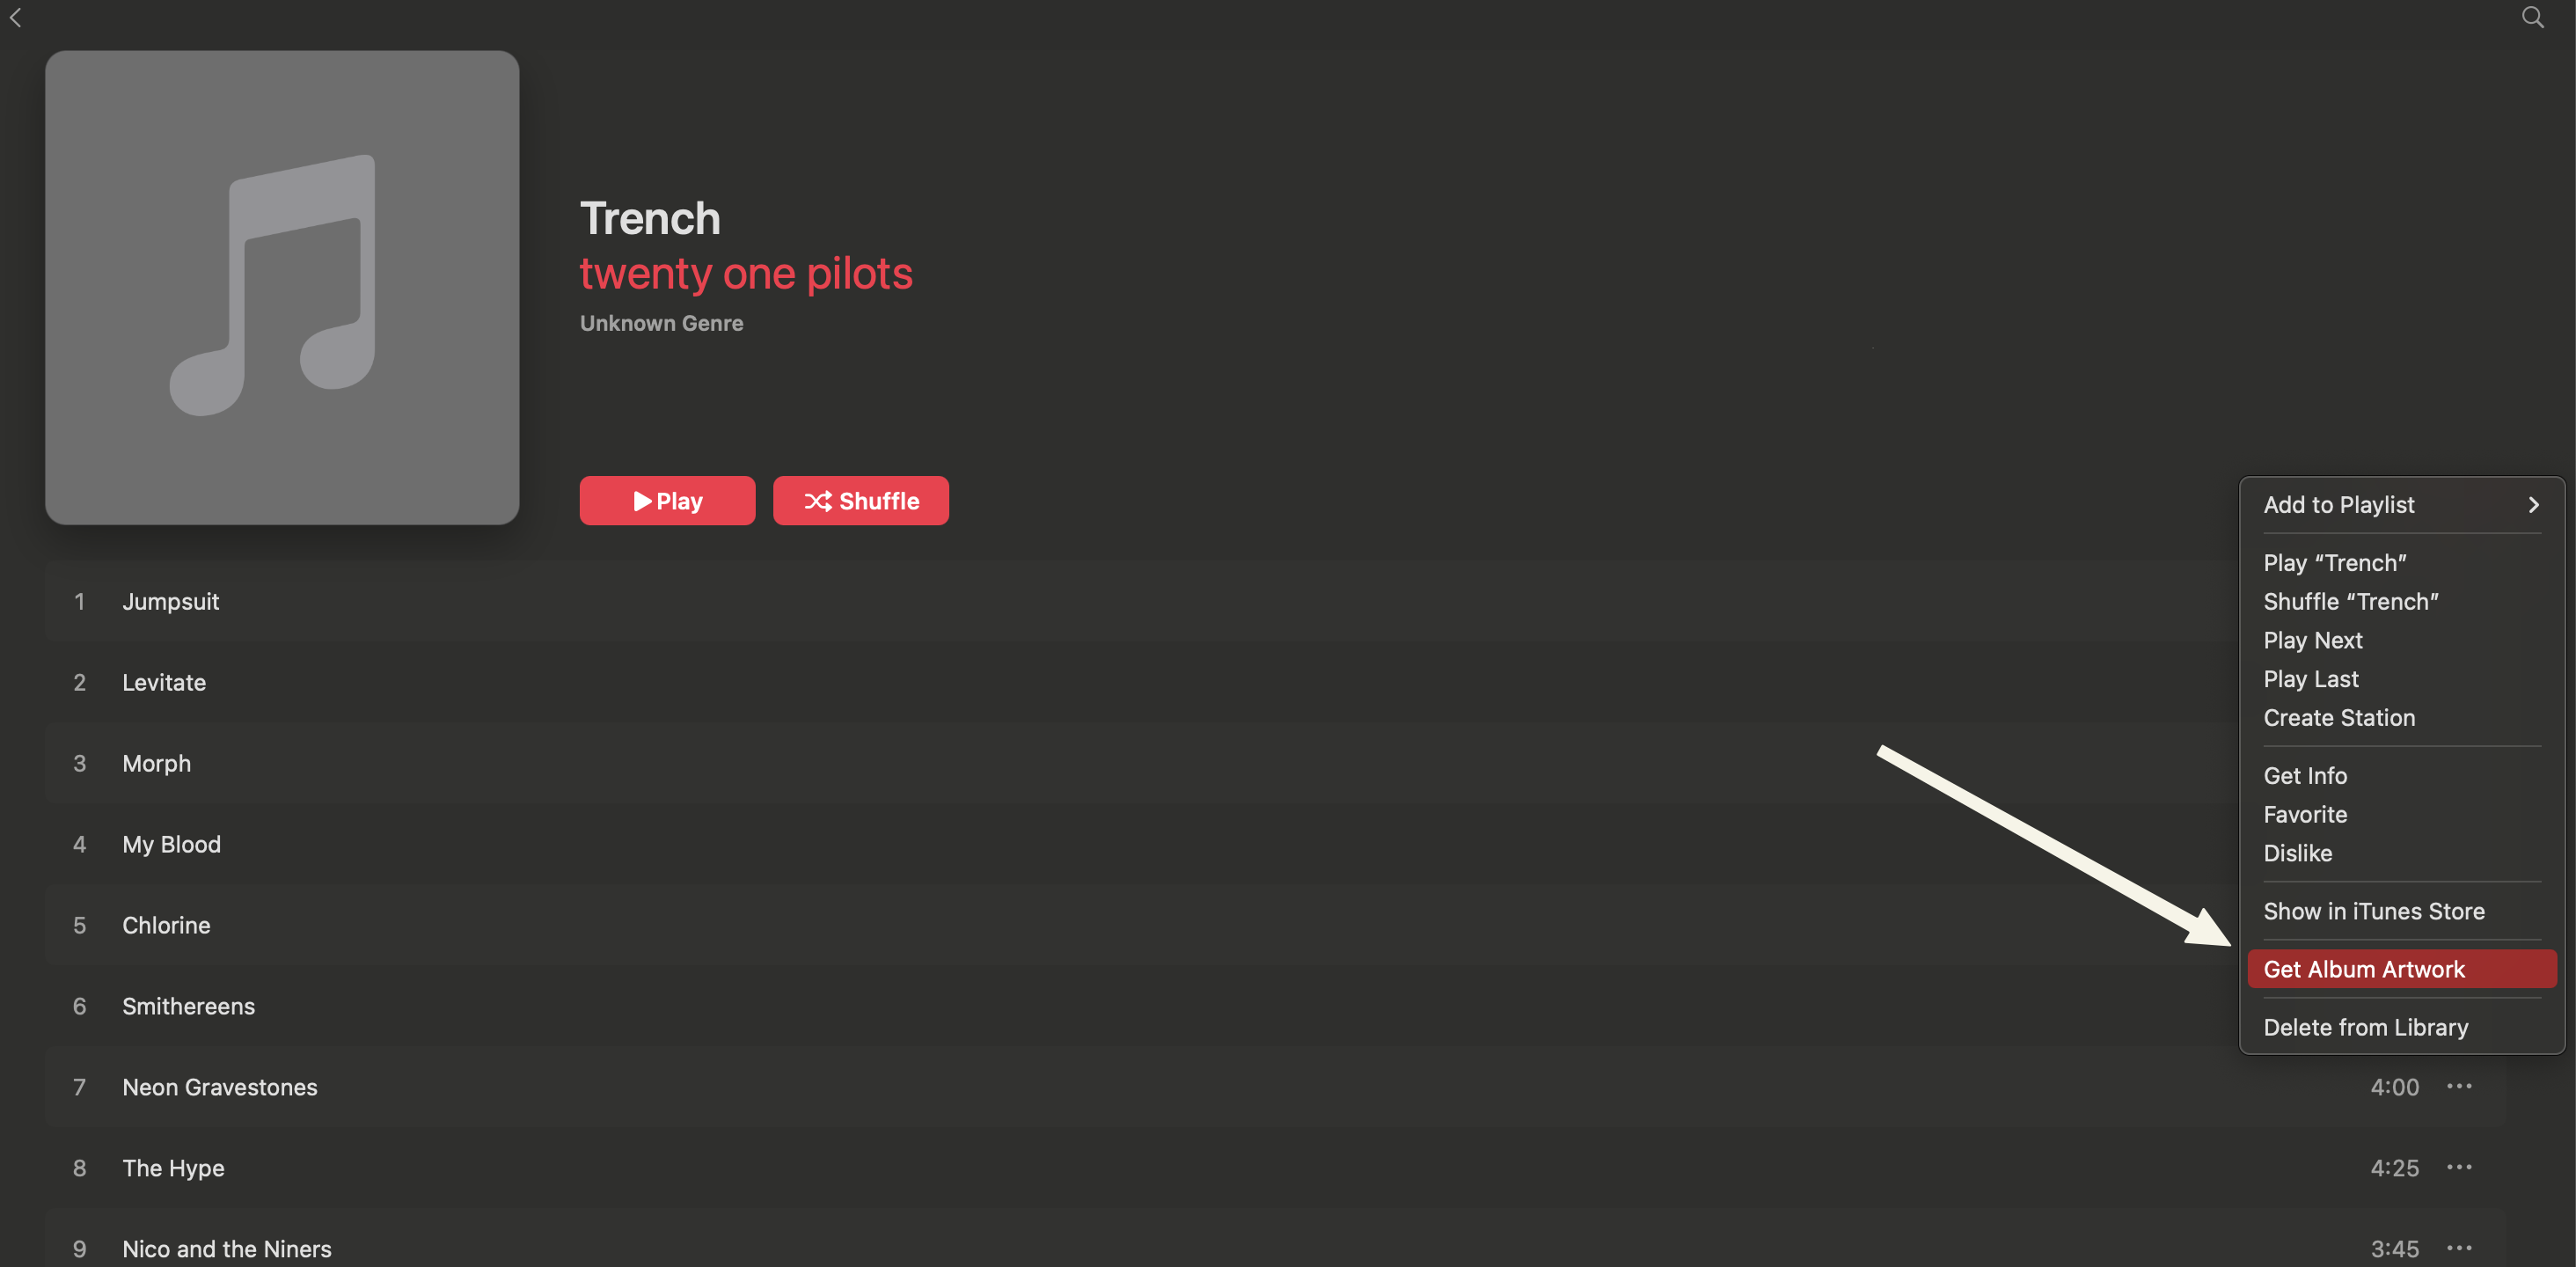 Trench
twenty one pilots
Unknown Genre
Play
Shuffle
1 Jumpsuit
2 Levitate
3 Morph
4 My Blood
5 Chlorine
6 Smithereens
7 Neon Gravestones 4:00 ···
8 The Hype 4:25 ···
9 Nico and the Niners 3:45 ···
Add to Playlist
Play “Trench”
Shuffle “Trench”
Play Next
Play Last
Create Station
Get Info
Favorite
Dislike
Show in iTunes Store
Get Album Artwork
Delete from Library